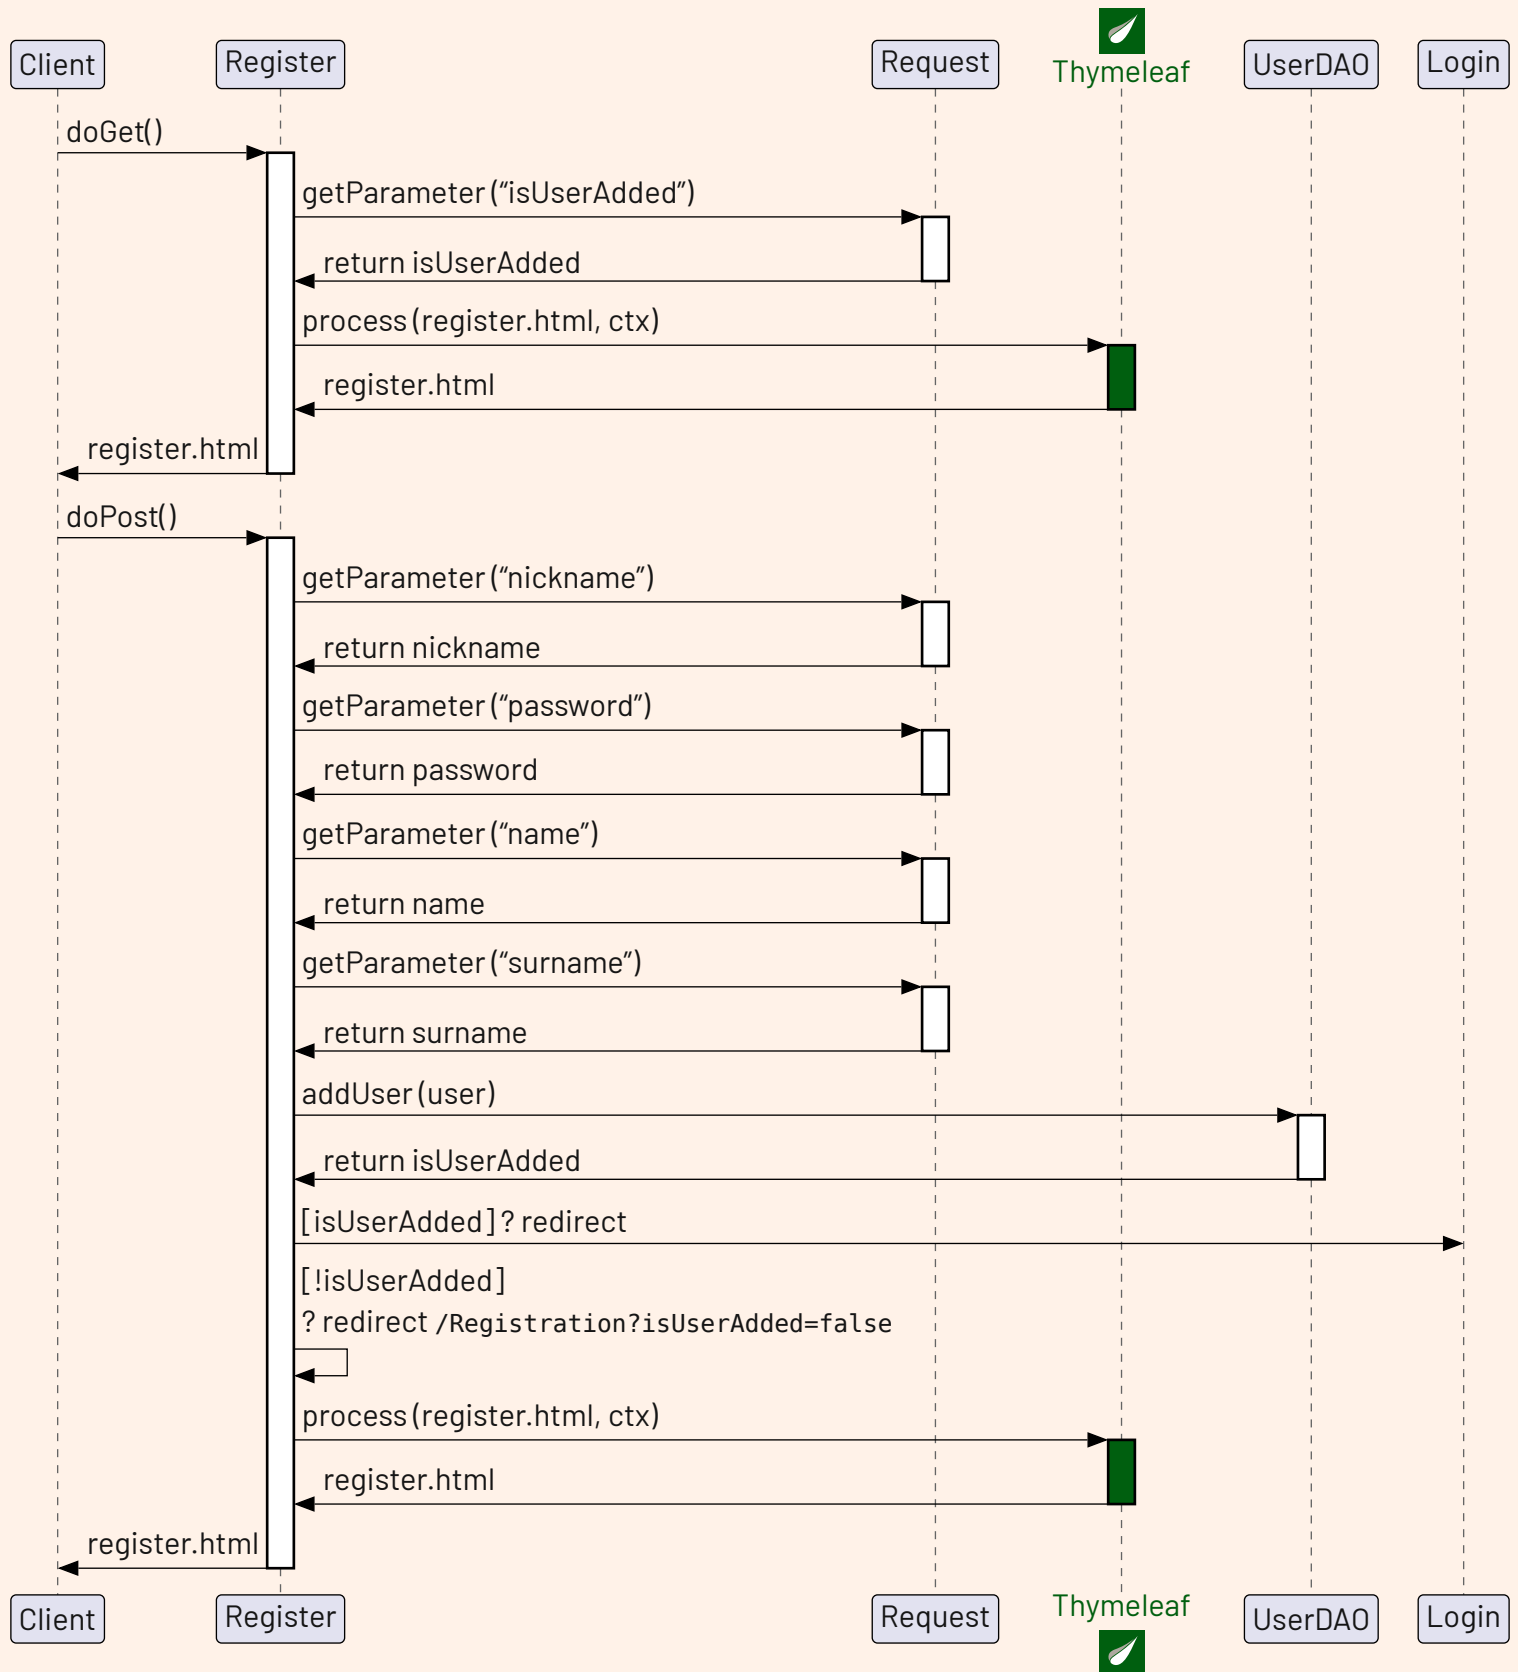 Client
Register
Request
Thymeleaf
UserDAO
Login
doGet()
getParameter(“isUserAdded”)
return isUserAdded
process(register.html, ctx)
register.html
register.html
doPost()
getParameter(“nickname”)
return nickname
getParameter(“password”)
return password
getParameter(“name”)
return name
getParameter(“surname”)
return surname
addUser(user)
return isUserAdded
[isUserAdded]? redirect
[!isUserAdded]
? redirect /Registration?isUserAdded=false
process(register.html, ctx)
register.html
register.html
Client
Register
Request
Thymeleaf
UserDAO
Login